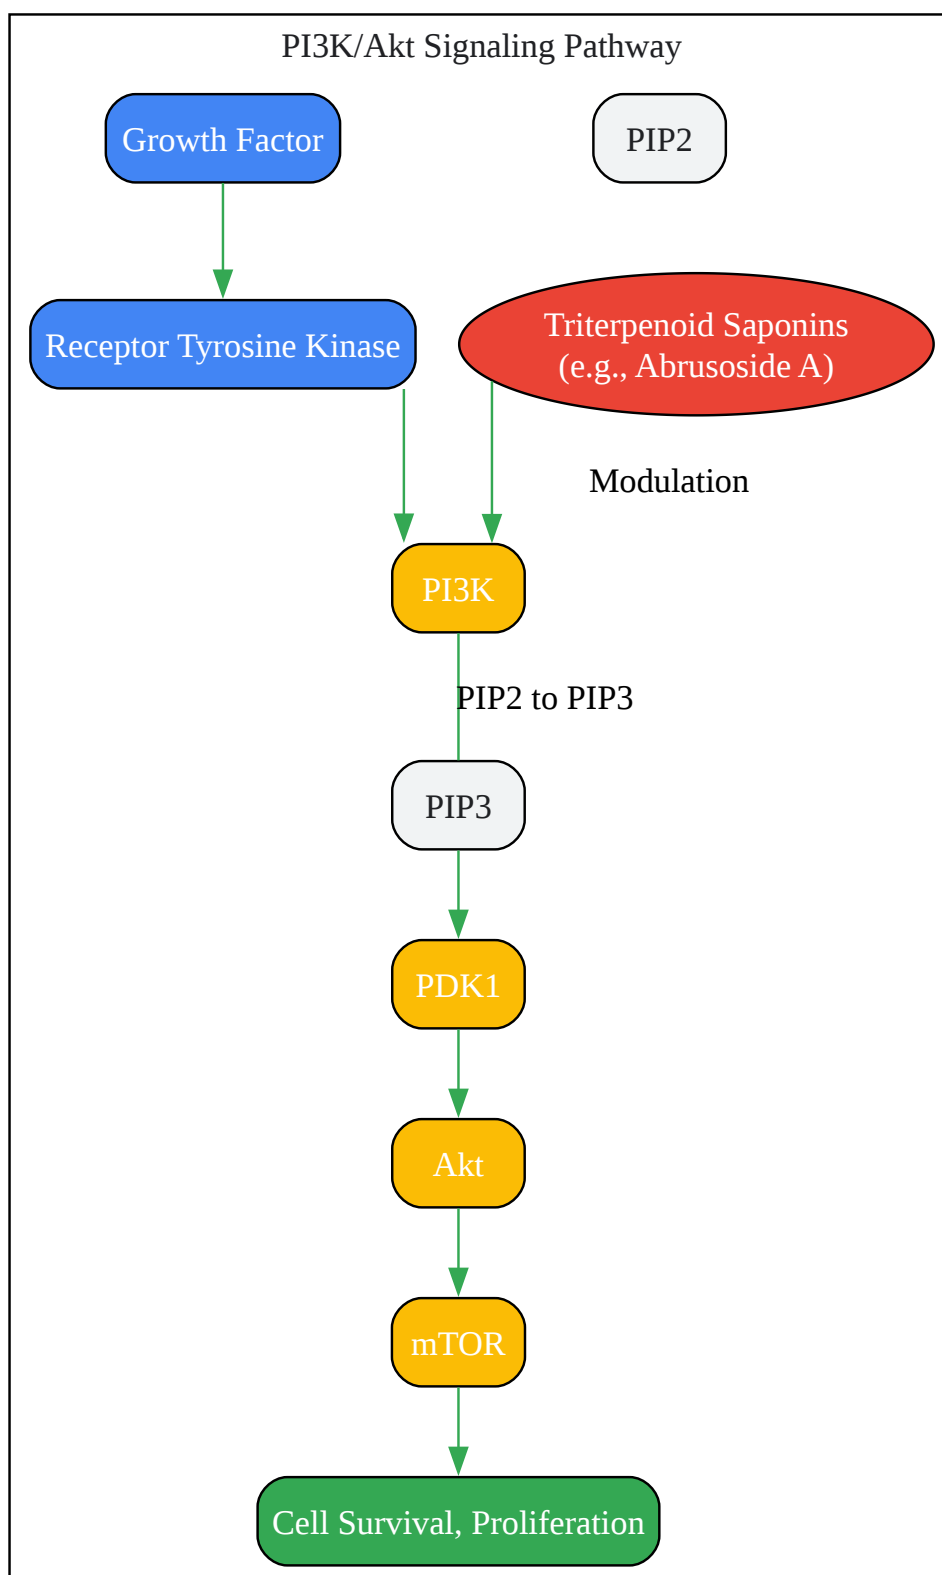 PI3K/Akt Signaling Pathway
Growth Factor
PIP2
Receptor Tyrosine Kinase
Triterpenoid Saponins
(e.g., Abrusoside A)
Modulation
PI3K
PIP2 to PIP3
PIP3
PDK1
Akt
mTOR
Cell Survival, Proliferation